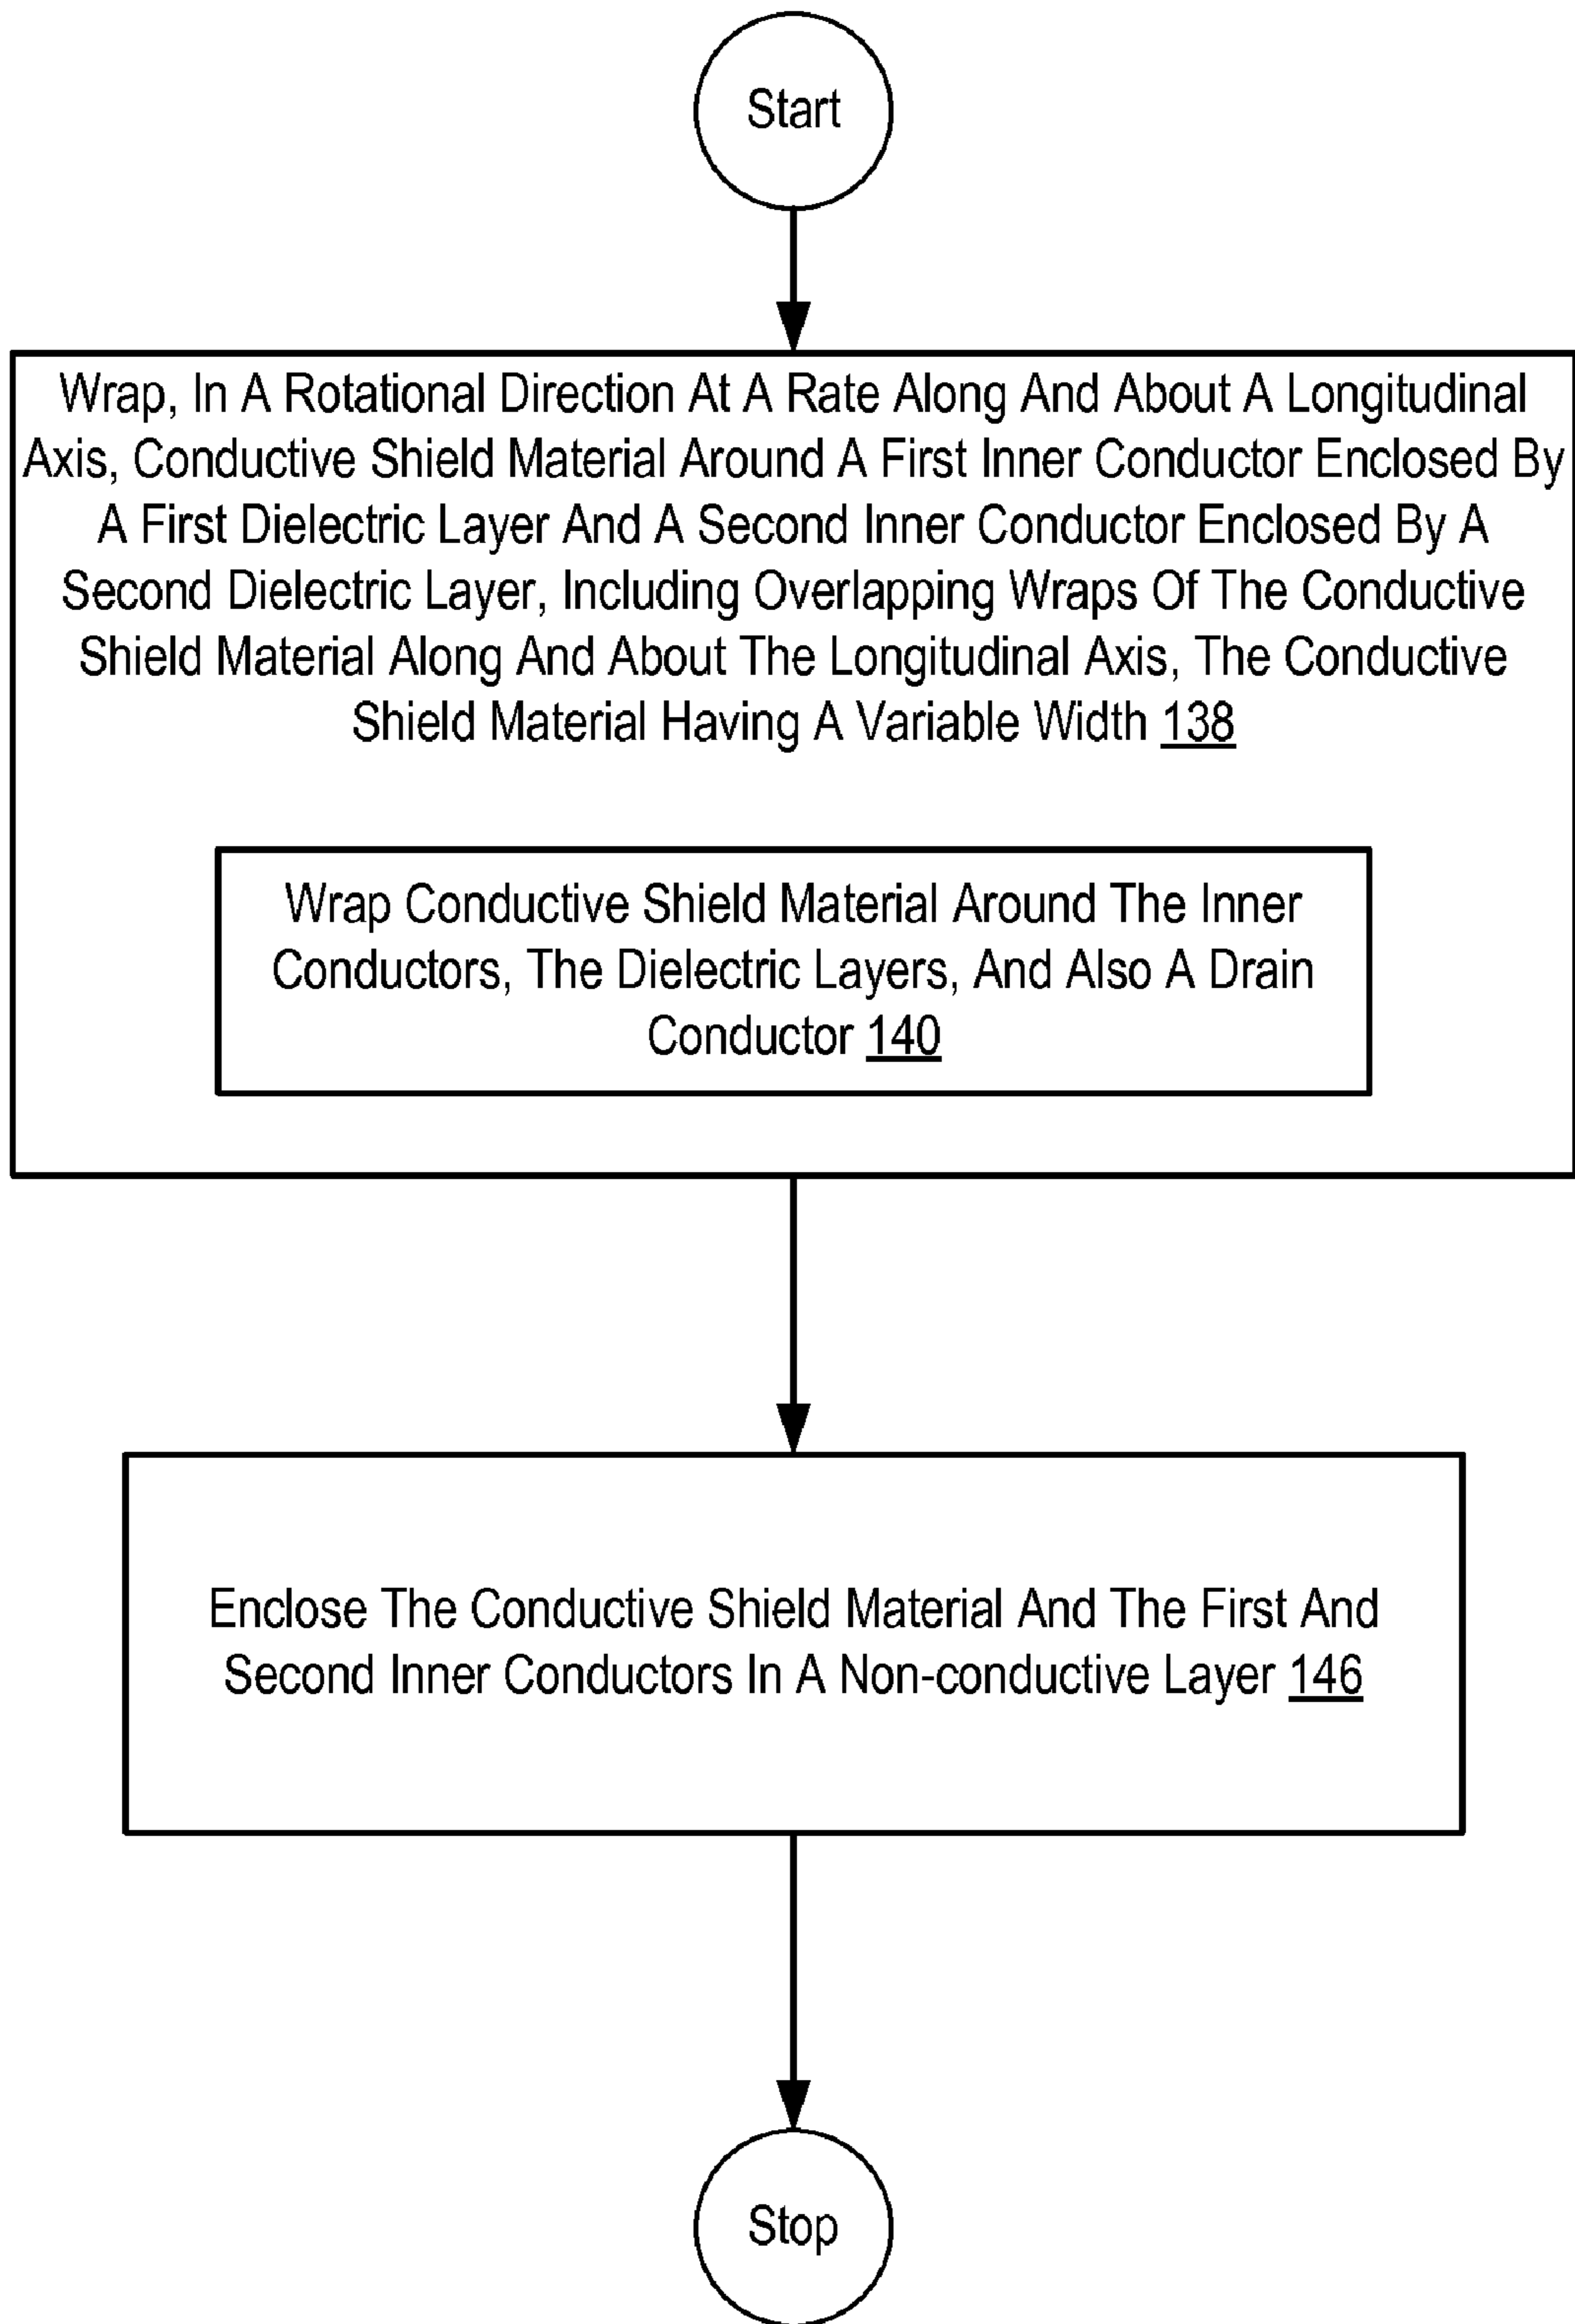 Start
Wrap, In A Rotational Direction At A Rate Along And About A Longitudinal
Axis, Conductive Shield Material Around A First Inner Conductor Enclosed By
A First Dielectric Layer And A Second Inner Conductor Enclosed By A
Second Dielectric Layer, Including Overlapping Wraps Of The Conductive
Shield Material Along And About The Longitudinal Axis, The Conductive
Shield Material Having A Variable Width 138
Wrap Conductive Shield Material Around The Inner
Conductors, The Dielectric Layers, And Also A Drain
Conductor 140
Enclose The Conductive Shield Material And The First And
Second Inner Conductors In A Non-conductive Layer 146
Stop